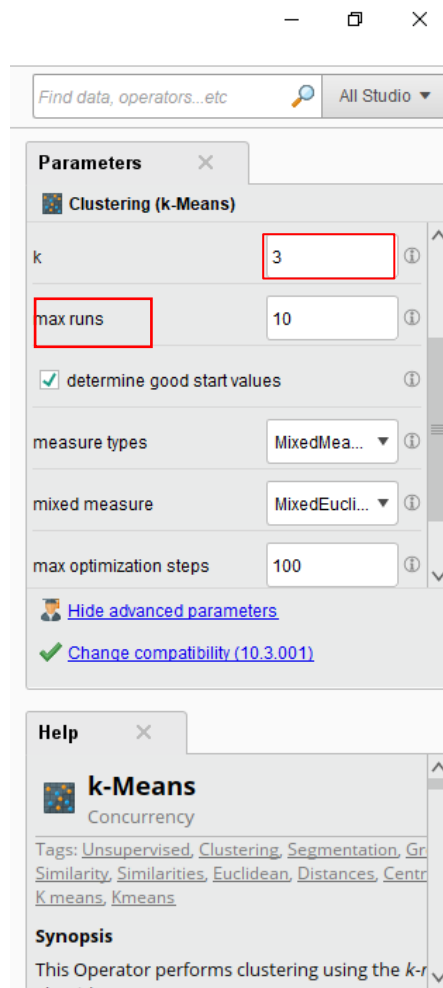 Find data, operators...etc
All Studio
Parameters
Clustering (k-Means)
k
3
max runs
10
determine good start values
measure types
MixedMea...
mixed measure
MixedEucli...
max optimization steps
100
Hide advanced parameters
Change compatibility (10.3.001)
Help
k-Means
Concurrency
Tags: Unsupervised, Clustering, Segmentation, Gr
Similarity, Similarities, Euclidean, Distances, Centr
K means, Kmeans
Synopsis
This Operator performs clustering using the k-